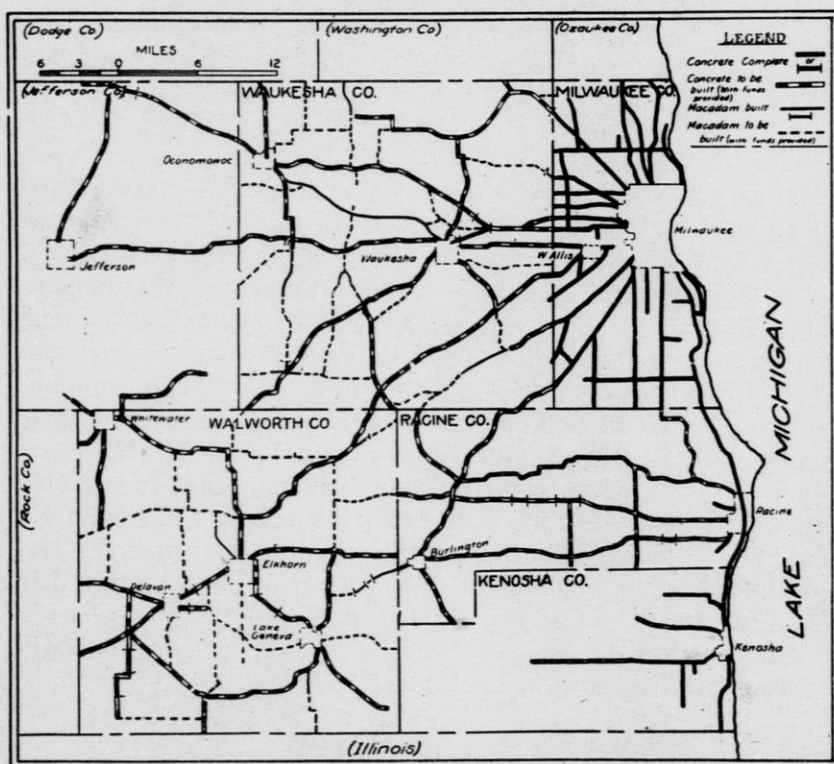 (Dodge Co.)
(Washington Co)
(Ozaukee Co.)
MILES
6 3 0 6 12
LEGEND
Concrete Complete or
Concrete to be
built (With funds
provided)
Macadam built
Macadam to be
built (with funds provided)
(Jefferson Co.)
WAUKESHA CO.
MILWAUKEE CO.
Oconomowoc
Milwaukee
Jefferson
Waukesha
W. Allis
LAKE MICHIGAN
Whitewater
WALWORTH CO
RACINE CO.
(Rock Co.)
Racine
Burlington
Elkhorn
KENOSHA CO.
Delavan
Lake
Geneva
Kenosha
(Illinois)